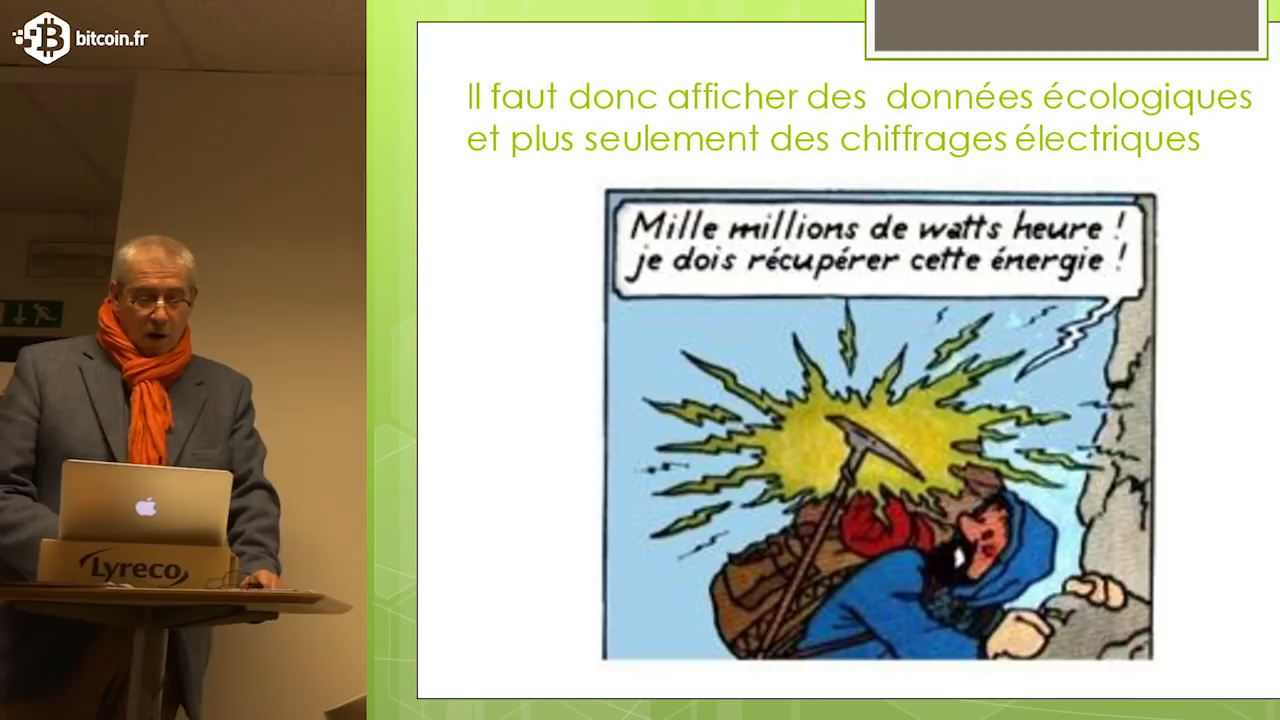 bitcoin.fr
Il faut donc afficher des données écologiques
et plus seulement des chiffrages électriques
Mille millions de watts heure !
je dois récupérer cette énergie !
Lyreco